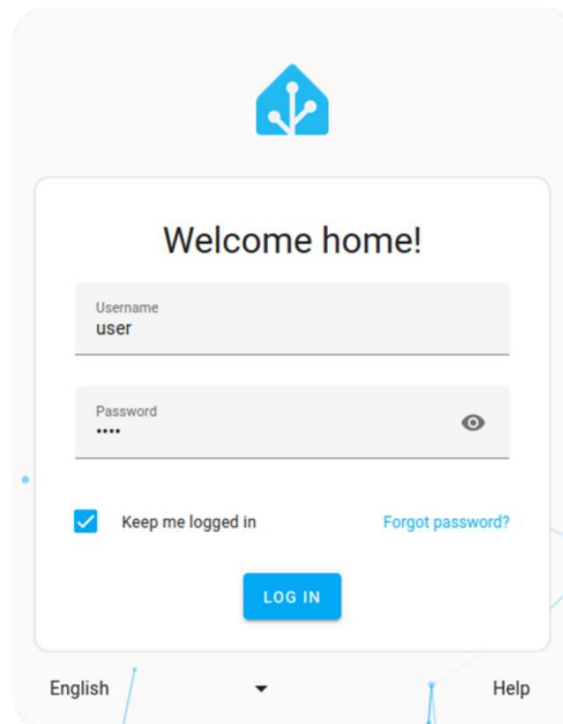 Welcome home!
Username
user
Password
••••
Keep me logged in
Forgot password?
LOG IN
English
Help